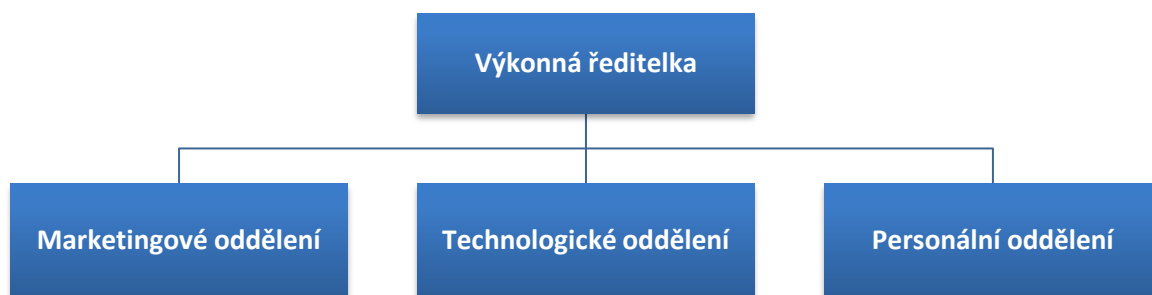 Výkonná ředitelka
Marketingové oddělení
Technologické oddělení
Personální oddělení